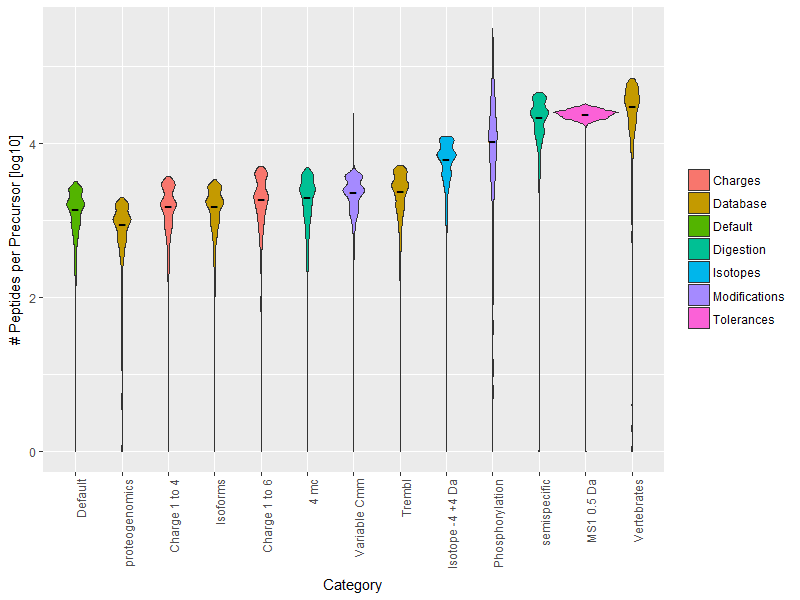 # Peptides per Precursor [log10]
4
2
0
Default
proteogenomics
Charge 1 to 4
Isoforms
Charge 1 to 6
4 mc
Variable Cmm
Trembl
Isotope -4 +4 Da
Phosphorylation
semispecific
MS1 0.5 Da
Vertebrates
Category
Charges
Database
Default
Digestion
Isotopes
Modifications
Tolerances